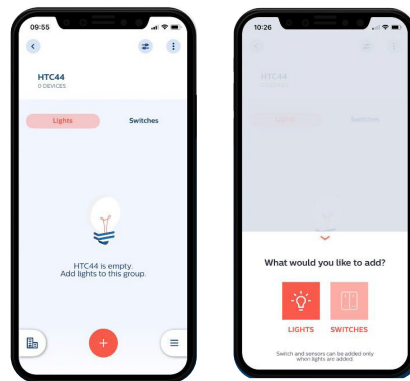 09:55
HTC44
0 DEVICES
Lights Switches
HTC44 is empty.
Add lights to this group.
10:26
HTC44
0 DEVICES
Lights Switches
What would you like to add?
LIGHTS SWITCHES
Switch and sensors can be added only
when lights are added.